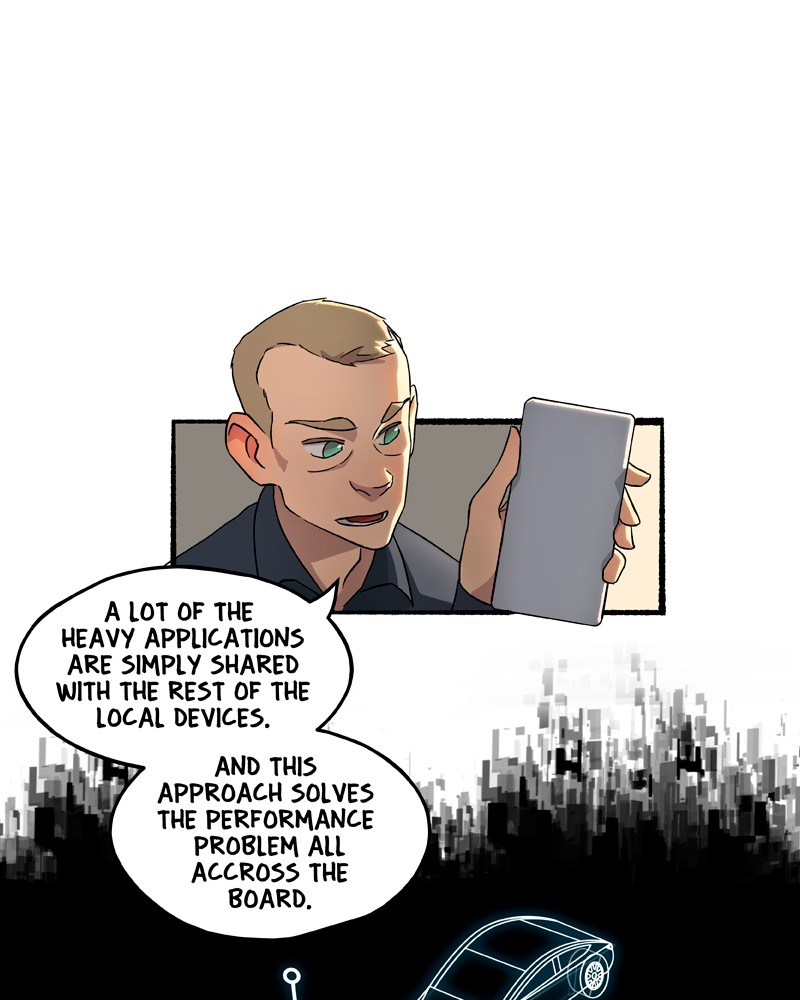 A LOT OF THE
HEAVY APPLICATIONS
ARE SIMPLY SHARED
WITH THE REST OF THE
LOCAL DEVICES.
AND THIS
APPROACH SOLVES
THE PERFORMANCE
PROBLEM ALL
ACCROSS THE
BOARD.